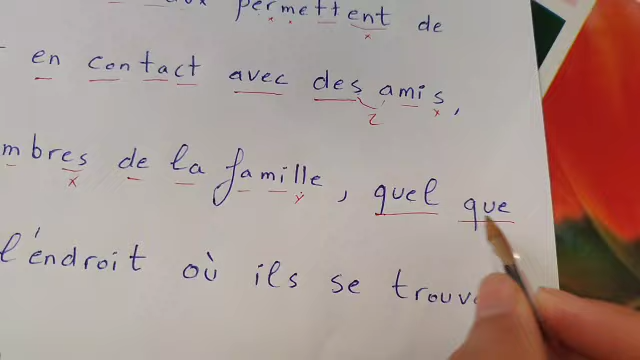 permettent de
en contact avec des amis,
mbres de la famille, quel que
l'endroit où ils se trouv